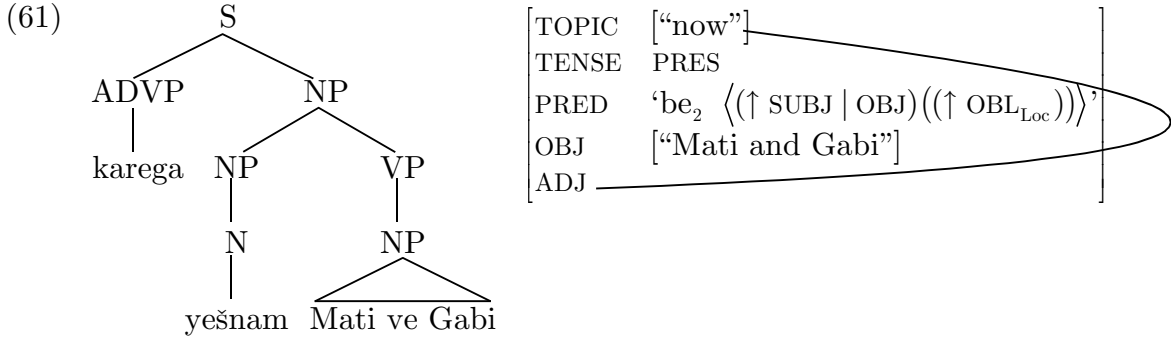 (61)
S
ADVP NP
karega NP VP
N NP
yešnam Mati ve Gabi
TOPIC [“now”]
TENSE PRES
PRED ‘be₂ ⟨(↑ SUBJ | OBJ)((↑ OBL_Loc))⟩’
OBJ [“Mati and Gabi”]
ADJ